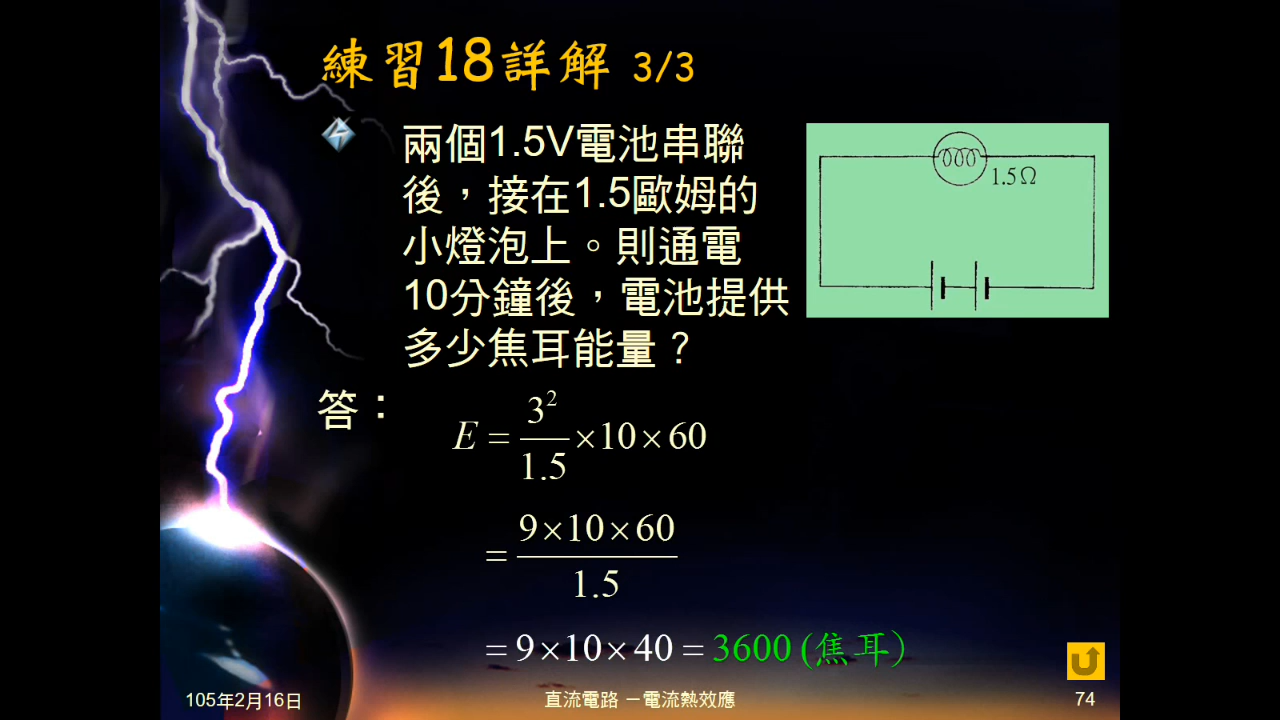 練習18詳解 3/3
兩個1.5V電池串聯
後，接在1.5歐姆的
小燈泡上。則通電
10分鐘後，電池提供
多少焦耳能量？
1.5Ω
答：
E = 3²/1.5 ×10×60
= 9×10×60/1.5
= 9×10×40 = 3600 (焦耳)
105年2月16日
直流電路 －電流熱效應
74